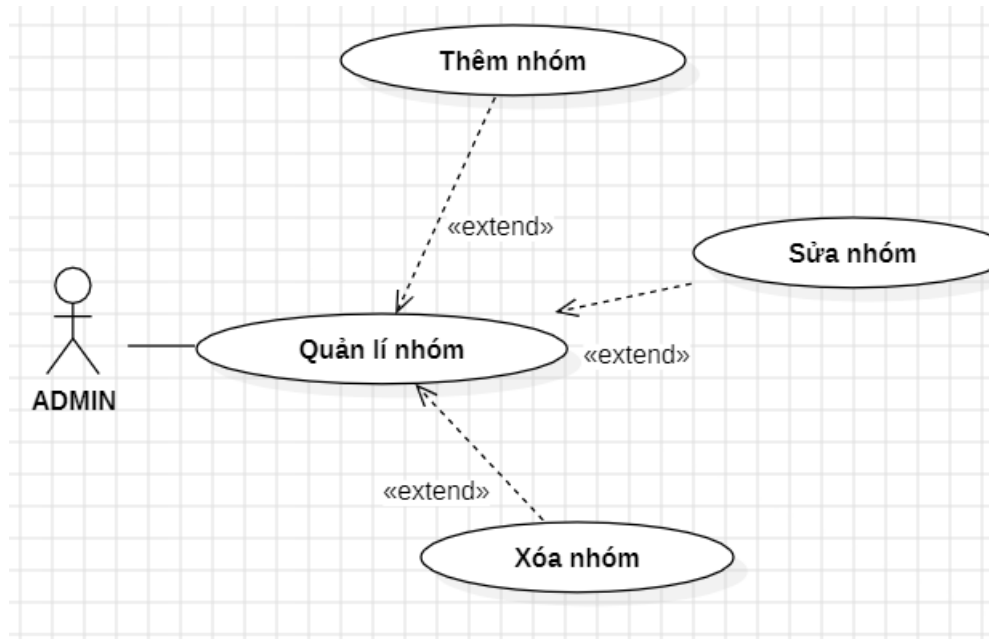 Thêm nhóm
«extend»
Sửa nhóm
Quản lí nhóm
«extend»
ADMIN
«extend»
Xóa nhóm